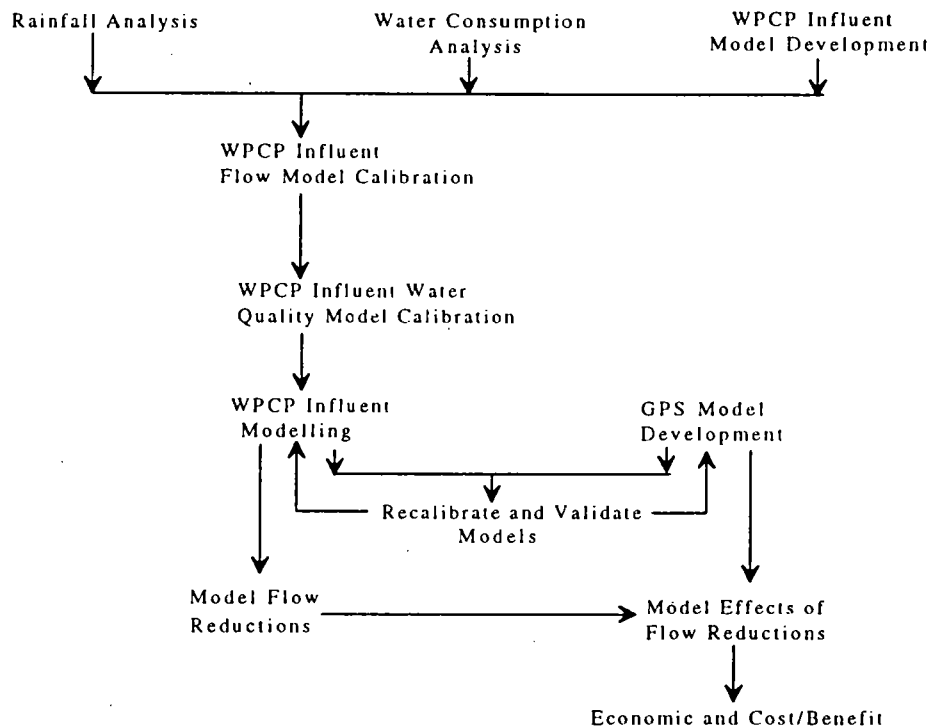 Rainfall Analysis
Water Consumption
Analysis
WPCP Influent
Model Development
WPCP Influent
Flow Model Calibration
WPCP Influent Water
Quality Model Calibration
WPCP Influent
Modelling
GPS Model
Development
Recalibrate and Validate
Models
Model Flow
Reductions
Model Effects of
Flow Reductions
Economic and Cost/Benefit